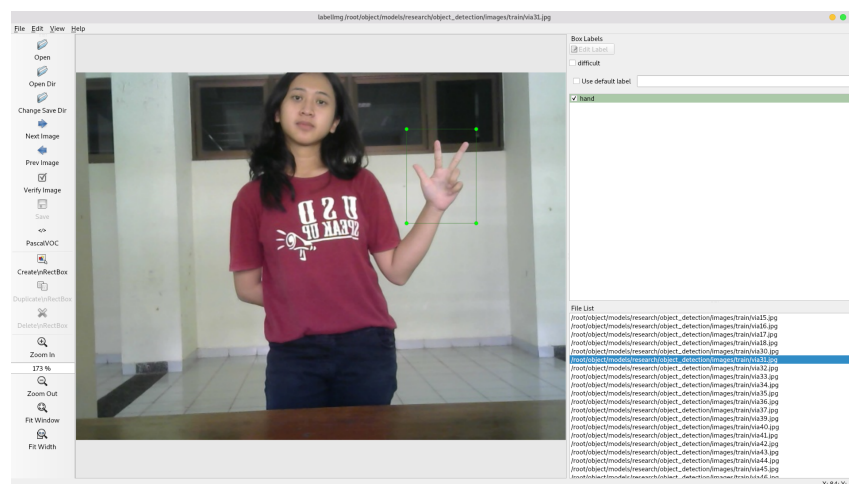 labelImg /root/object/models/research/object_detection/images/train/via31.jpg
File Edit View Help
Open
Open Dir
Change Save Dir
Next Image
Prev Image
Verify Image
Save
</>
PascalVOC
Create\nRectBox
Duplicate\nRectBox
Delete\nRectBox
Zoom In
173 %
Zoom Out
Fit Window
Fit Width
USD
SPEAK UP
Box Labels
Edit Label
difficult
Use default label
hand
File List
/root/object/models/research/object_detection/images/train/via15.jpg
/root/object/models/research/object_detection/images/train/via16.jpg
/root/object/models/research/object_detection/images/train/via17.jpg
/root/object/models/research/object_detection/images/train/via18.jpg
/root/object/models/research/object_detection/images/train/via30.jpg
/root/object/models/research/object_detection/images/train/via31.jpg
/root/object/models/research/object_detection/images/train/via32.jpg
/root/object/models/research/object_detection/images/train/via33.jpg
/root/object/models/research/object_detection/images/train/via34.jpg
/root/object/models/research/object_detection/images/train/via35.jpg
/root/object/models/research/object_detection/images/train/via36.jpg
/root/object/models/research/object_detection/images/train/via37.jpg
/root/object/models/research/object_detection/images/train/via39.jpg
/root/object/models/research/object_detection/images/train/via40.jpg
/root/object/models/research/object_detection/images/train/via41.jpg
/root/object/models/research/object_detection/images/train/via42.jpg
/root/object/models/research/object_detection/images/train/via43.jpg
/root/object/models/research/object_detection/images/train/via44.jpg
/root/object/models/research/object_detection/images/train/via45.jpg
/root/object/models/research/object_detection/images/train/via46.jpg